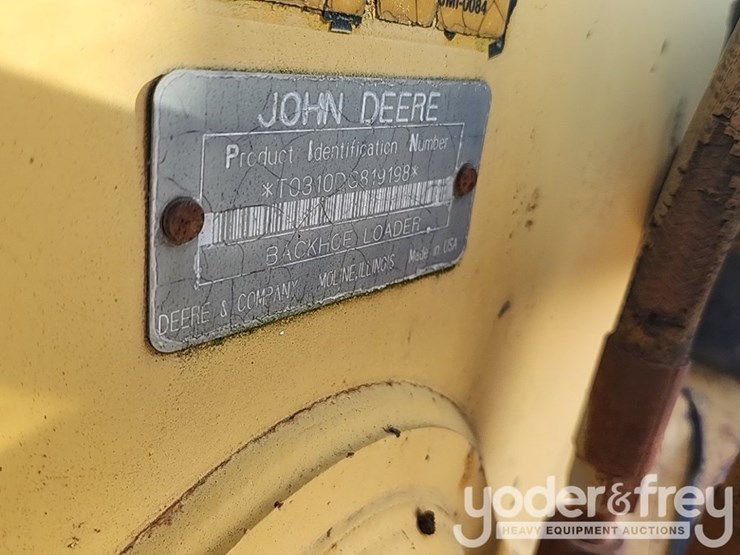 JOHN DEERE
Product Identification Number
*T0310DG819198*
BACKHOE LOADER
DEERE & COMPANY MOLINE, ILLINOIS Made in USA
yoder&frey
HEAVY EQUIPMENT AUCTIONS